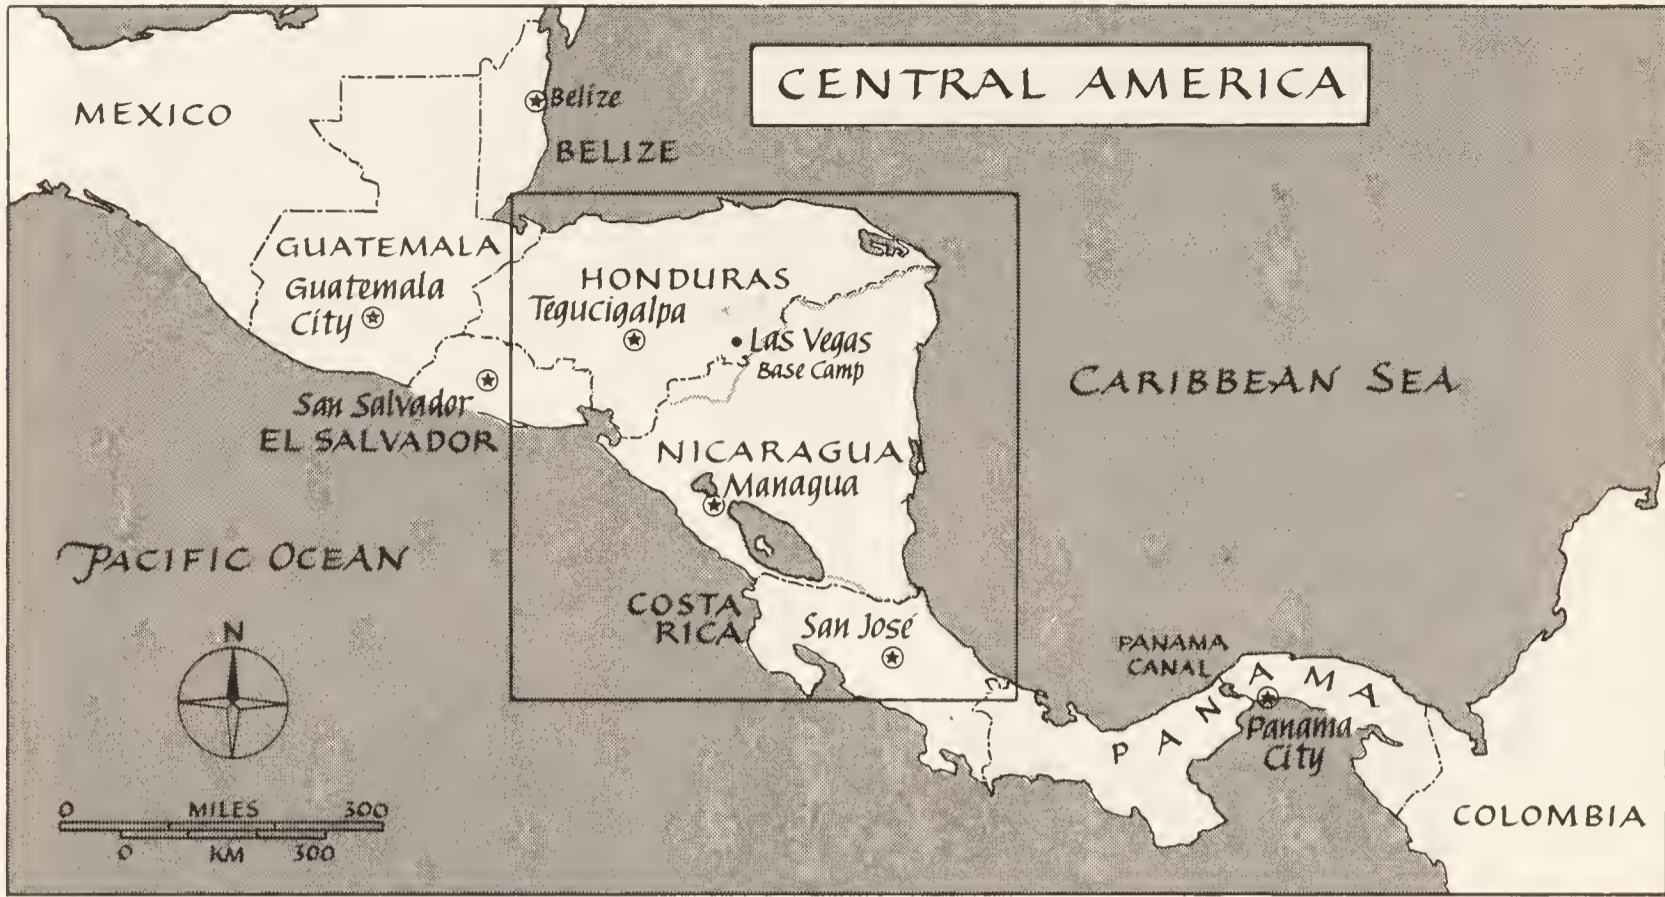 CENTRAL AMERICA
MEXICO
Belize
BELIZE
GUATEMALA
Guatemala
City
HONDURAS
Tegucigalpa
Las Vegas
Base Camp
San Salvador
EL SALVADOR
CARIBBEAN SEA
NICARAGUA
Managua
PACIFIC OCEAN
COSTA
RICA
San José
PANAMA
CANAL
PANAMA
Panama
City
COLOMBIA
N
0 MILES 300
0 KM 300